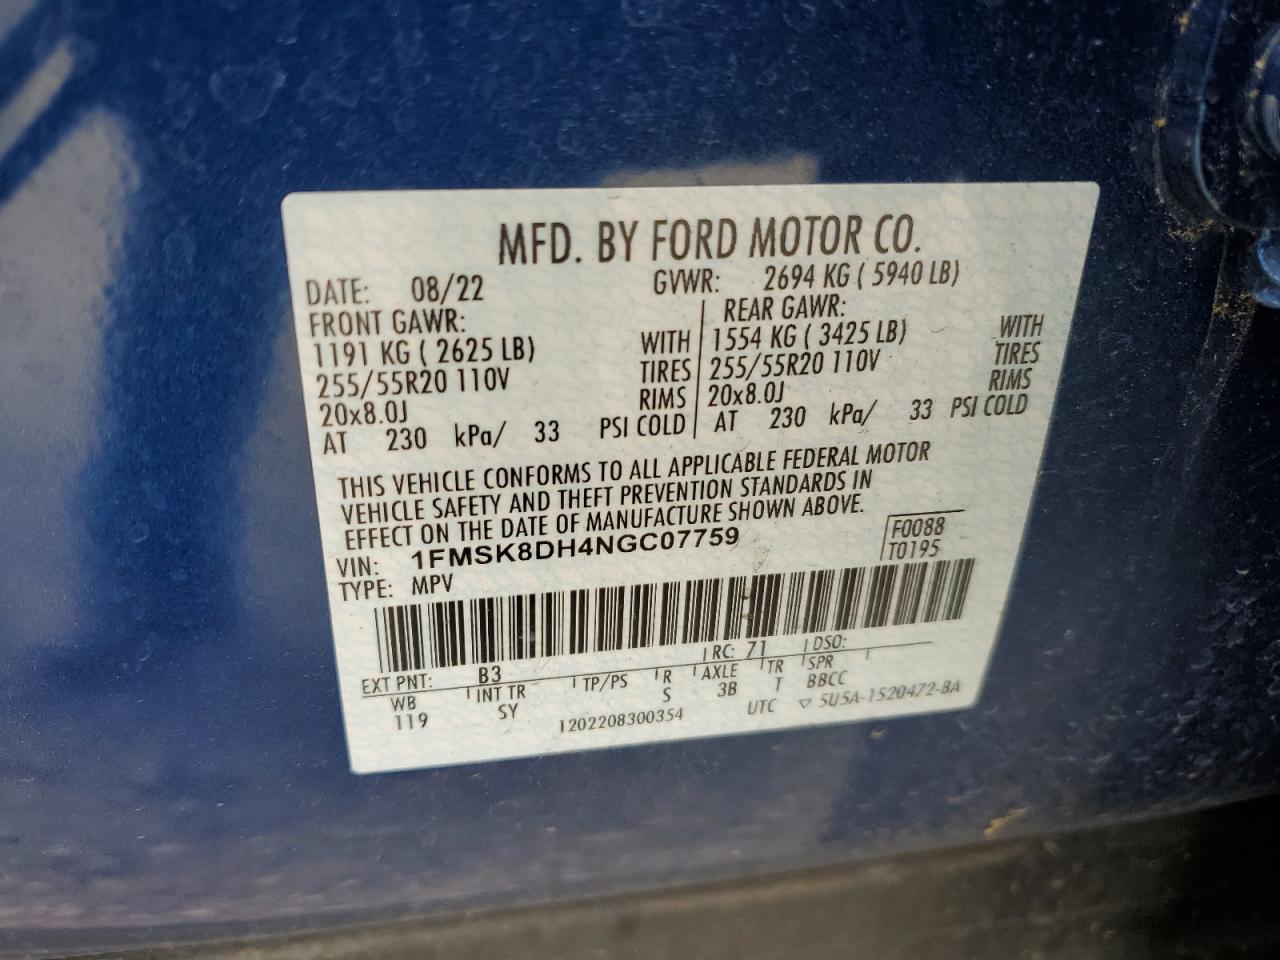 MFD. BY FORD MOTOR CO.
DATE: 08/22 GVWR: 2694 KG ( 5940 LB)
FRONT GAWR: REAR GAWR:
1191 KG ( 2625 LB) WITH 1554 KG ( 3425 LB) WITH
255/55R20 110V TIRES 255/55R20 110V TIRES
20x8.0J RIMS 20x8.0J RIMS
AT 230 kPa/ 33 PSI COLD AT 230 kPa/ 33 PSI COLD
THIS VEHICLE CONFORMS TO ALL APPLICABLE FEDERAL MOTOR
VEHICLE SAFETY AND THEFT PREVENTION STANDARDS IN
EFFECT ON THE DATE OF MANUFACTURE SHOWN ABOVE.
VIN: 1FMSK8DH4NGC07759 F0088
TYPE: MPV T0195
EXT PNT: B3 RC: 71 DSO:
WB INT TR TP/PS R AXLE TR SPR
119 SY S 3B T BBCC
1202208300354 UTC ▽ 5U5A-1520472-BA